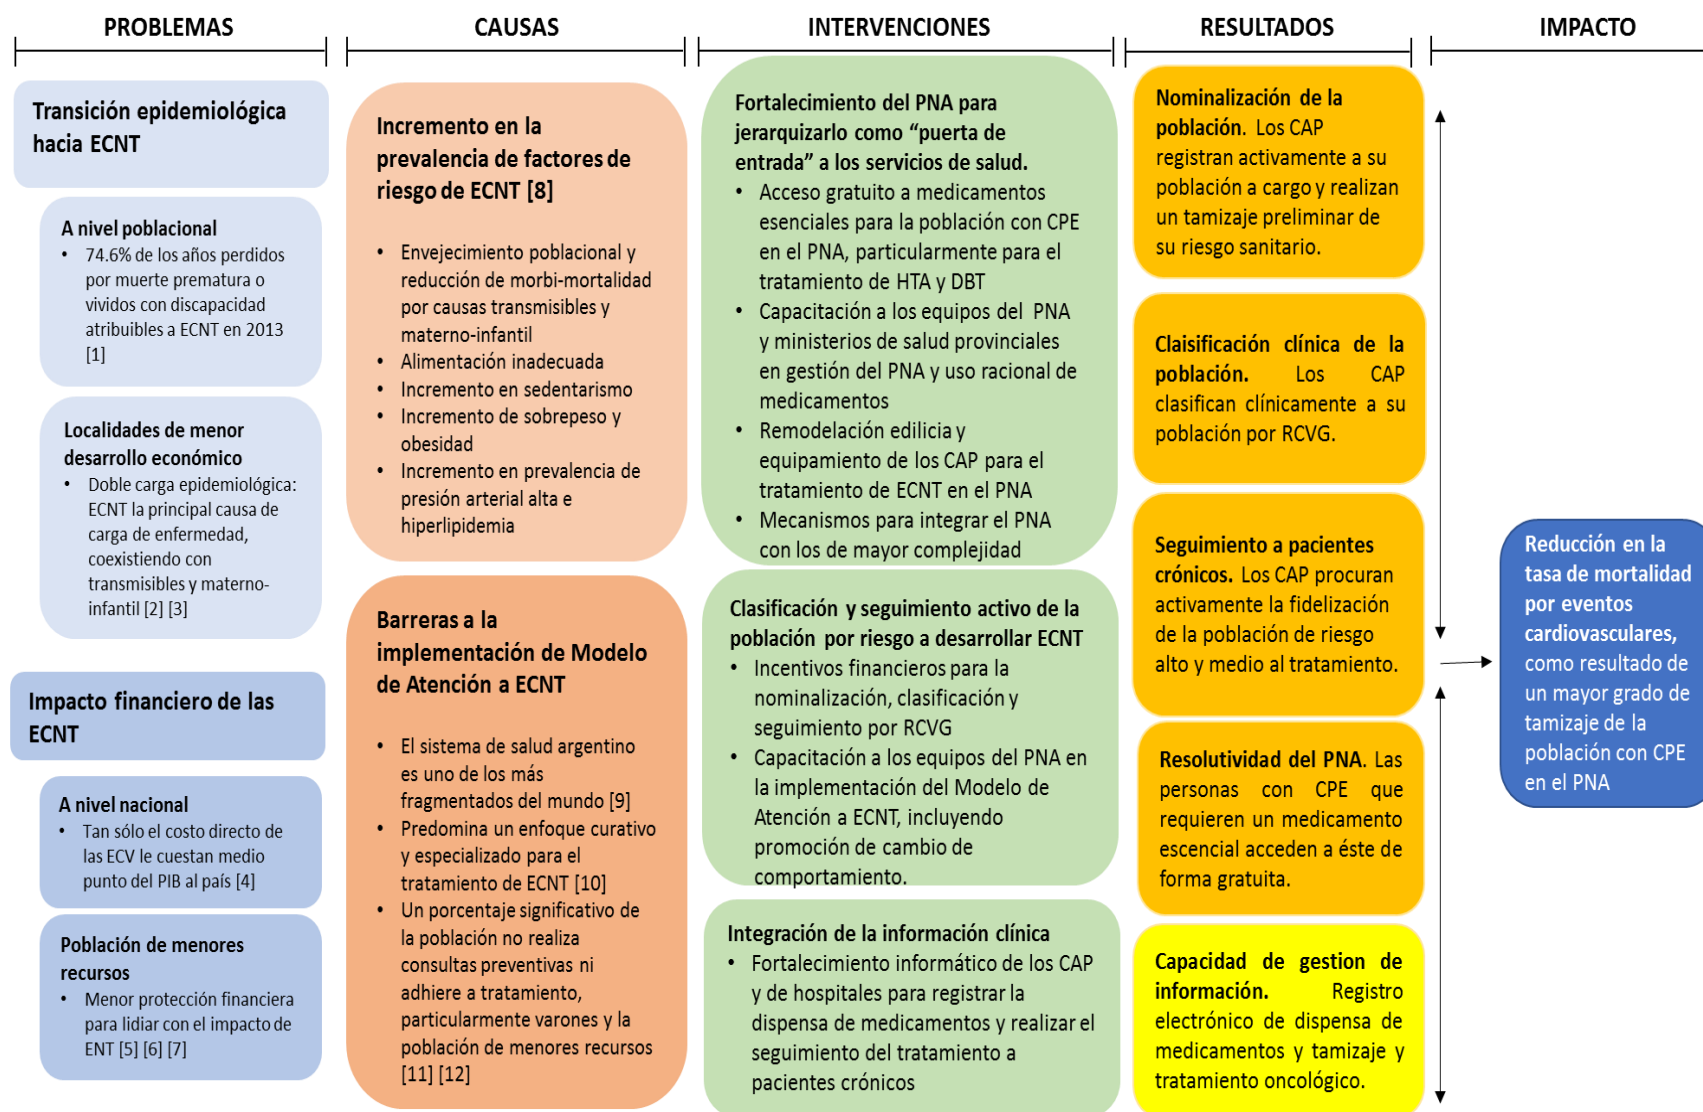 PROBLEMAS
CAUSAS
INTERVENCIONES
RESULTADOS
IMPACTO
Transición epidemiológica
hacia ECNT
A nivel poblacional
• 74.6% de los años perdidos
por muerte prematura o
vividos con discapacidad
atribuibles a ECNT en 2013
[1]
Localidades de menor
desarrollo económico
• Doble carga epidemiológica:
ECNT la principal causa de
carga de enfermedad,
coexistiendo con
transmisibles y materno-
infantil [2] [3]
Impacto financiero de las
ECNT
A nivel nacional
• Tan sólo el costo directo de
las ECV le cuestan medio
punto del PIB al país [4]
Población de menores
recursos
• Menor protección financiera
para lidiar con el impacto de
ENT [5] [6] [7]
Incremento en la
prevalencia de factores de
riesgo de ECNT [8]
• Envejecimiento poblacional y
reducción de morbi-mortalidad
por causas transmisibles y
materno-infantil
• Alimentación inadecuada
• Incremento en sedentarismo
• Incremento de sobrepeso y
obesidad
• Incremento en prevalencia de
presión arterial alta e
hiperlipidemia
Barreras a la
implementación de Modelo
de Atención a ECNT
• El sistema de salud argentino
es uno de los más
fragmentados del mundo [9]
• Predomina un enfoque curativo
y especializado para el
tratamiento de ECNT [10]
• Un porcentaje significativo de
la población no realiza
consultas preventivas ni
adhiere a tratamiento,
particularmente varones y la
población de menores recursos
[11] [12]
Fortalecimiento del PNA para
jerarquizarlo como “puerta de
entrada” a los servicios de salud.
• Acceso gratuito a medicamentos
esenciales para la población con CPE
en el PNA, particularmente para el
tratamiento de HTA y DBT
• Capacitación a los equipos del PNA
y ministerios de salud provinciales
en gestión del PNA y uso racional de
medicamentos
• Remodelación edilicia y
equipamiento de los CAP para el
tratamiento de ECNT en el PNA
• Mecanismos para integrar el PNA
con los de mayor complejidad
Clasificación y seguimiento activo de la
población por riesgo a desarrollar ECNT
• Incentivos financieros para la
nominalización, clasificación y
seguimiento por RCVG
• Capacitación a los equipos del PNA en
la implementación del Modelo de
Atención a ECNT, incluyendo
promoción de cambio de
comportamiento.
Integración de la información clínica
• Fortalecimiento informático de los CAP
y de hospitales para registrar la
dispensa de medicamentos y realizar el
seguimiento del tratamiento a
pacientes crónicos
Nominalización de la
población. Los CAP
registran activamente a su
población a cargo y realizan
un tamizaje preliminar de
su riesgo sanitario.
Claisificación clínica de la
población. Los CAP
clasifican clínicamente a su
población por RCVG.
Seguimiento a pacientes
crónicos. Los CAP procuran
activamente la fidelización
de la población de riesgo
alto y medio al tratamiento.
Resolutividad del PNA. Las
personas con CPE que
requieren un medicamento
escencial acceden a éste de
forma gratuita.
Capacidad de gestion de
información. Registro
electrónico de dispensa de
medicamentos y tamizaje y
tratamiento oncológico.
Reducción en la
tasa de mortalidad
por eventos
cardiovasculares,
como resultado de
un mayor grado de
tamizaje de la
población con CPE
en el PNA